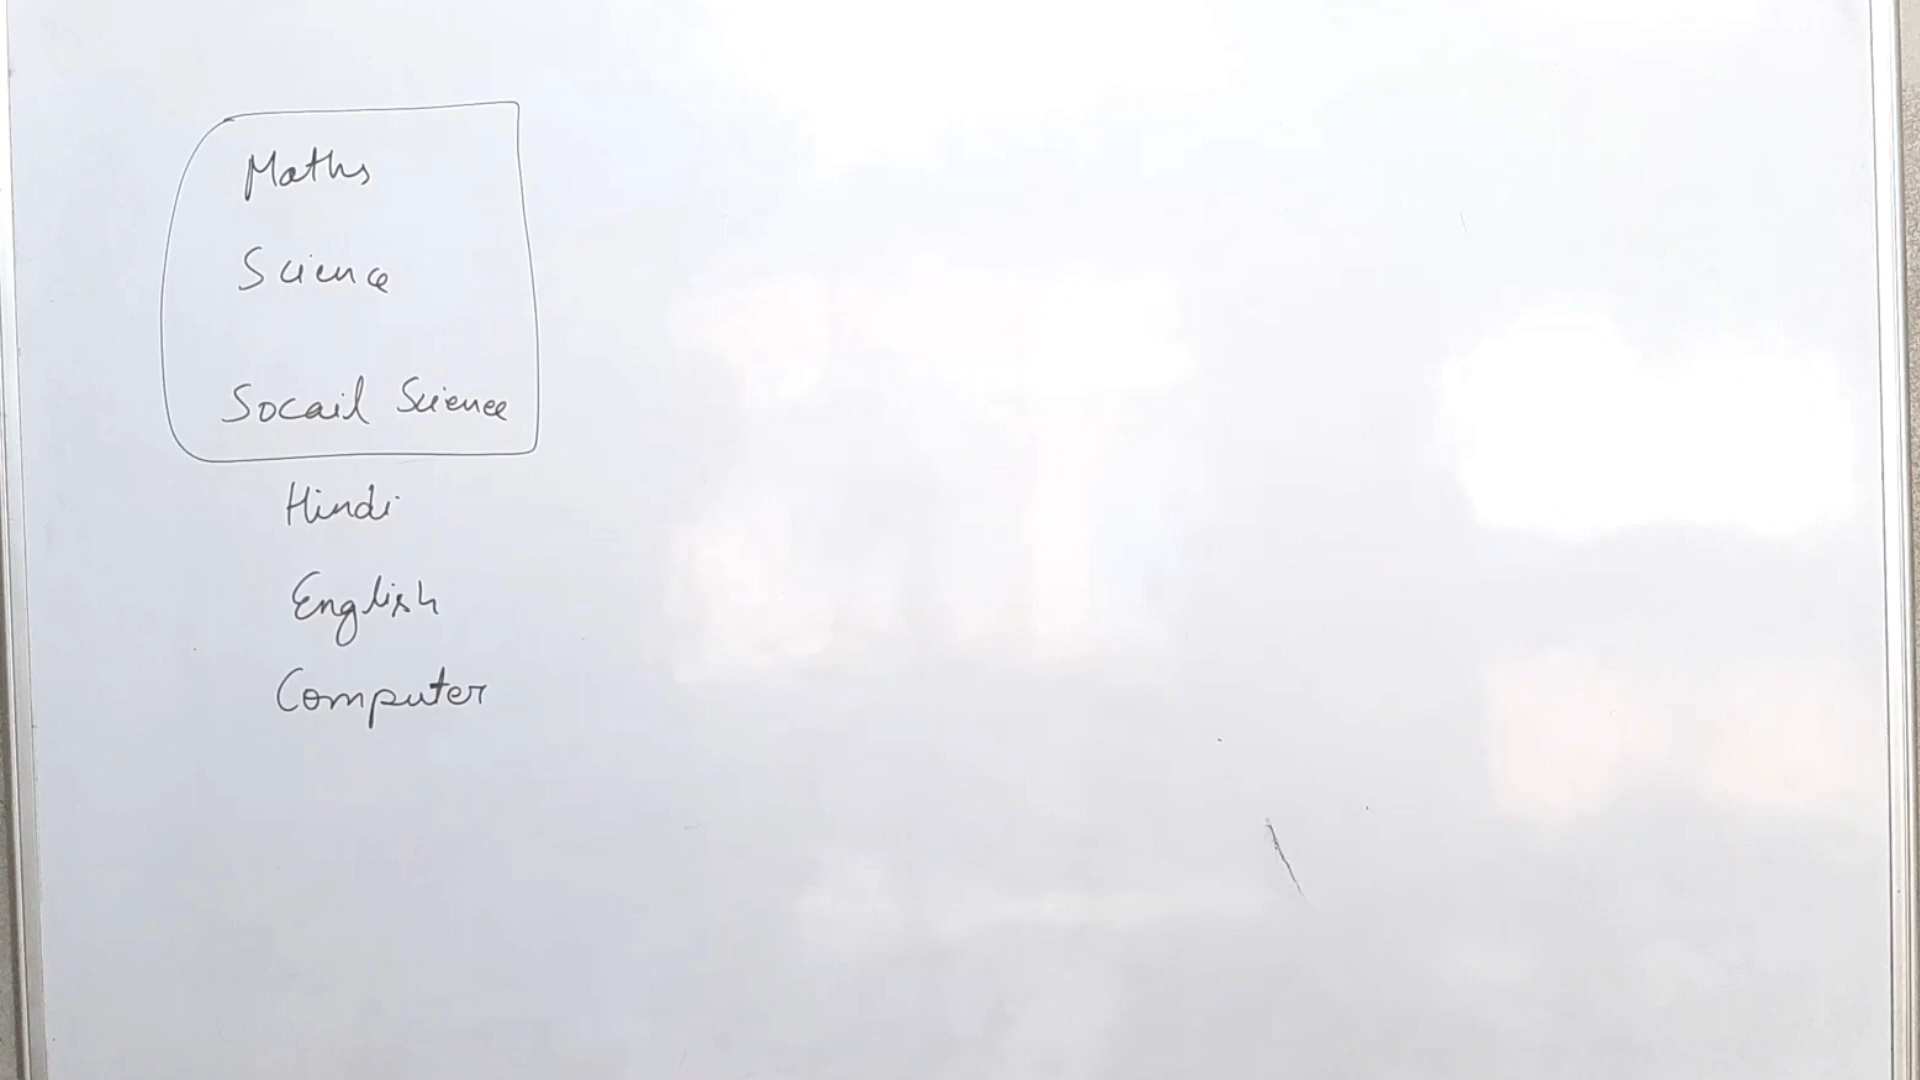 Maths
Science
Socail Science
Hindi
English
Computer